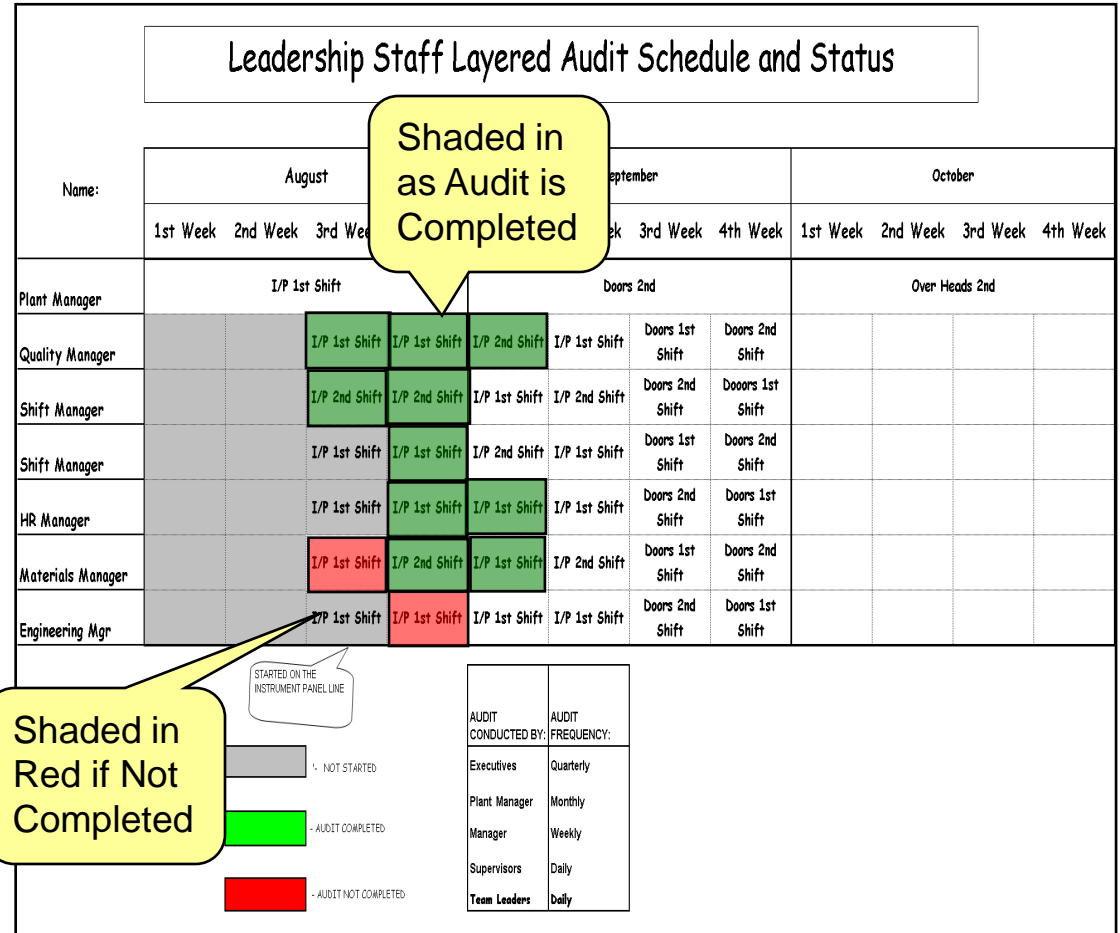 Leadership Staff Layered Audit Schedule and Status
Shaded in
as Audit is
Completed
Name:
August
October
1st Week 2nd Week 3rd
3rd Week 4th Week 1st Week 2nd Week 3rd Week 4th Week
Plant Manager I/P 1st Shift Doors 2nd Over Heads 2nd
Quality Manager I/P 1st Shift I/P 1st Shift I/P 2nd Shift I/P 1st Shift Doors 1st Shift Doors 2nd Shift
Shift Manager I/P 2nd Shift I/P 2nd Shift I/P 1st Shift I/P 2nd Shift Doors 2nd Shift Dooors 1st Shift
Shift Manager I/P 1st Shift I/P 1st Shift I/P 2nd Shift I/P 1st Shift Doors 1st Shift Doors 2nd Shift
HR Manager I/P 1st Shift I/P 1st Shift I/P 1st Shift I/P 1st Shift Doors 2nd Shift Doors 1st Shift
Materials Manager I/P 1st Shift I/P 2nd Shift I/P 1st Shift I/P 2nd Shift Doors 1st Shift Doors 2nd Shift
Engineering Mgr I/P 1st Shift I/P 1st Shift I/P 1st Shift I/P 1st Shift Doors 2nd Shift Doors 1st Shift
STARTED ON THE
INSTRUMENT PANEL LINE
Shaded in
Red if Not
Completed
'- NOT STARTED
- AUDIT COMPLETED
- AUDIT NOT COMPLETED
AUDIT CONDUCTED BY: AUDIT FREQUENCY:
Executives Quarterly
Plant Manager Monthly
Manager Weekly
Supervisors Daily
Team Leaders Daily